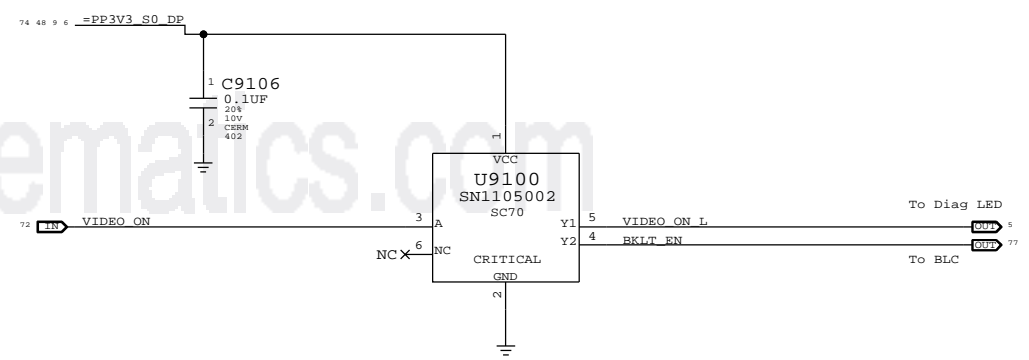 74 48 9 6 =PP3V3_S0_DP
1 C9106
0.1UF
20%
10V
2 CERM
402
ematics.com
1
VCC
U9100
SN1105002
SC70
To Diag LED
72 IN VIDEO_ON 3 A Y1 5 VIDEO_ON_L OUT 5
NC 6 NC Y2 4 BKLT_EN OUT 77
CRITICAL To BLC
GND
2